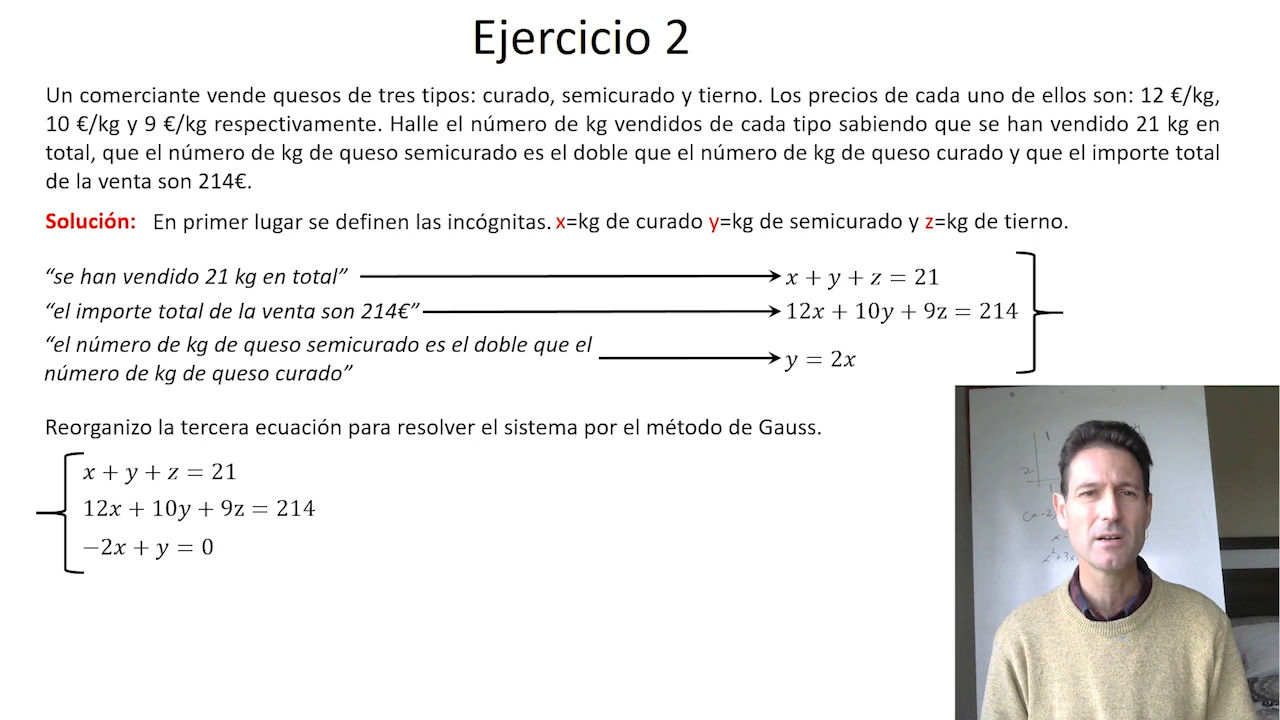 Ejercicio 2
Un comerciante vende quesos de tres tipos: curado, semicurado y tierno. Los precios de cada uno de ellos son: 12 €/kg,
10 €/kg y 9 €/kg respectivamente. Halle el número de kg vendidos de cada tipo sabiendo que se han vendido 21 kg en
total, que el número de kg de queso semicurado es el doble que el número de kg de queso curado y que el importe total
de la venta son 214€.
Solución: En primer lugar se definen las incógnitas. x=kg de curado y=kg de semicurado y z=kg de tierno.
“se han vendido 21 kg en total” x + y + z = 21
“el importe total de la venta son 214€” 12x + 10y + 9z = 214
“el número de kg de queso semicurado es el doble que el
número de kg de queso curado” y = 2x
Reorganizo la tercera ecuación para resolver el sistema por el método de Gauss.
x + y + z = 21
12x + 10y + 9z = 214
−2x + y = 0